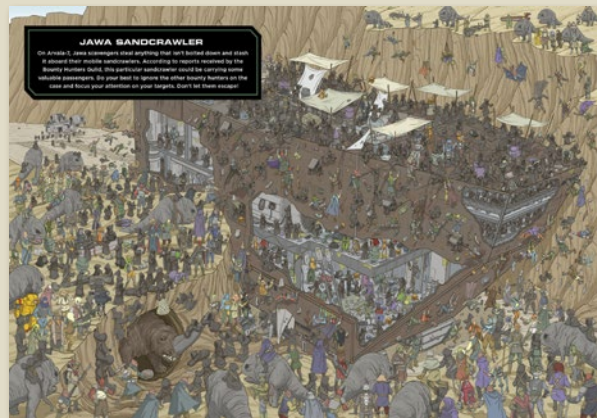 JAWA SANDCRAWLER
On Arvala-7, Jawa scavengers steal anything that isn't bolted down and stash
it aboard their mobile sandcrawlers. According to reports received by the
Bounty Hunters Guild, this particular sandcrawler could be carrying some
valuable passengers. Do your best to ignore the other bounty hunters on the
case and focus your attention on your targets. Don't let them escape!